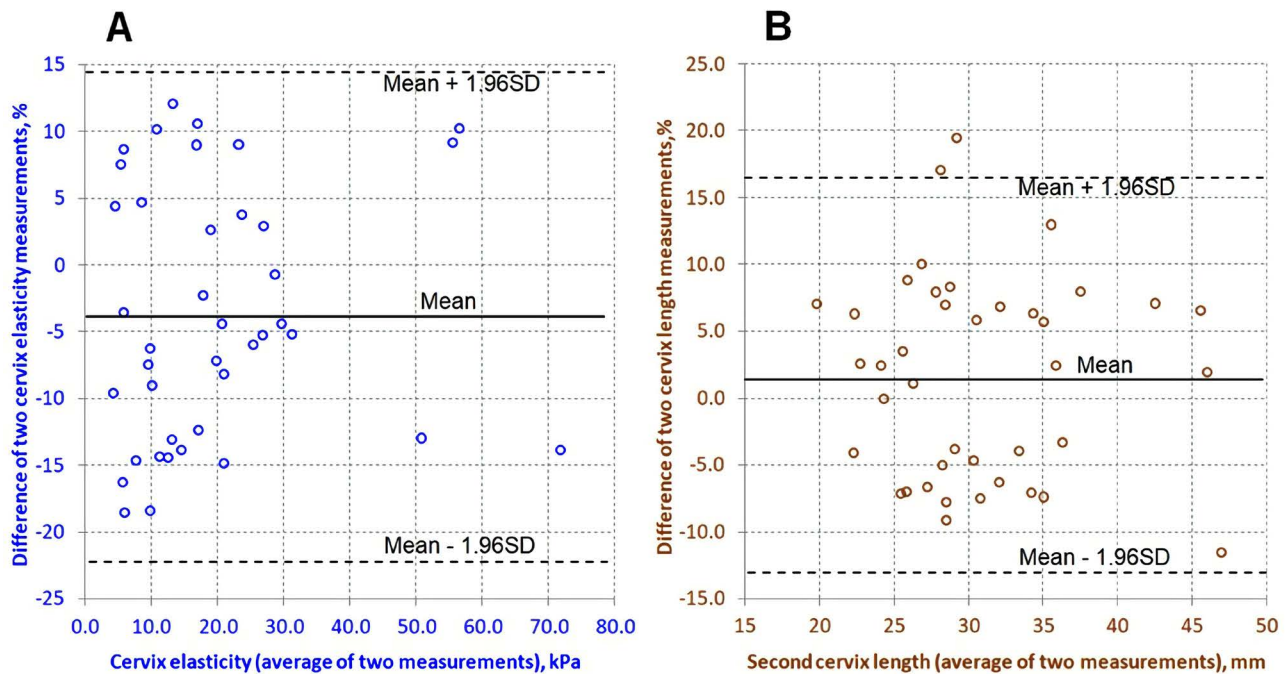 A
Difference of two cervix elasticity measurements, %
15
10
5
0
-5
-10
-15
-20
-25
Mean + 1.96SD
Mean
Mean - 1.96SD
0.0 10.0 20.0 30.0 40.0 50.0 60.0 70.0 80.0
Cervix elasticity (average of two measurements), kPa
B
Difference of two cervix length measurements,%
25.0
20.0
15.0
10.0
5.0
0.0
-5.0
-10.0
-15.0
Mean + 1.96SD
Mean
Mean - 1.96SD
15 20 25 30 35 40 45 50
Second cervix length (average of two measurements), mm